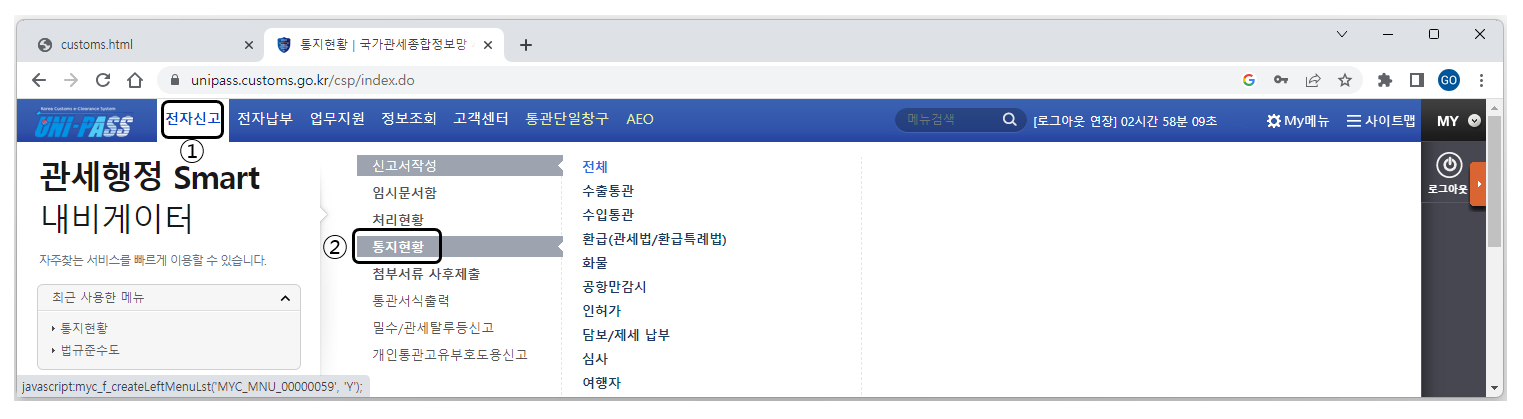 customs.html
통지현황 | 국가관세종합정보망
unipass.customs.go.kr/csp/index.do
GO
Korea Customs e-Clearance System
UNI-PASS
전자신고 전자납부 업무지원 정보조회 고객센터 통관단일창구 AEO
메뉴검색
[로그아웃 연장] 02시간 58분 09초
My메뉴 사이트맵 MY
①
관세행정 Smart
내비게이터
자주찾는 서비스를 빠르게 이용할 수 있습니다.
최근 사용한 메뉴
통지현황
법규준수도
신고서작성
임시문서함
처리현황
② 통지현황
첨부서류 사후제출
통관서식출력
밀수/관세탈루등신고
개인통관고유부호도용신고
전체
수출통관
수입통관
환급(관세법/환급특례법)
화물
공항만감시
인허가
담보/제세 납부
심사
여행자
로그아웃
javascript:myc_f_createLeftMenuLst('MYC_MNU_00000059', 'Y');